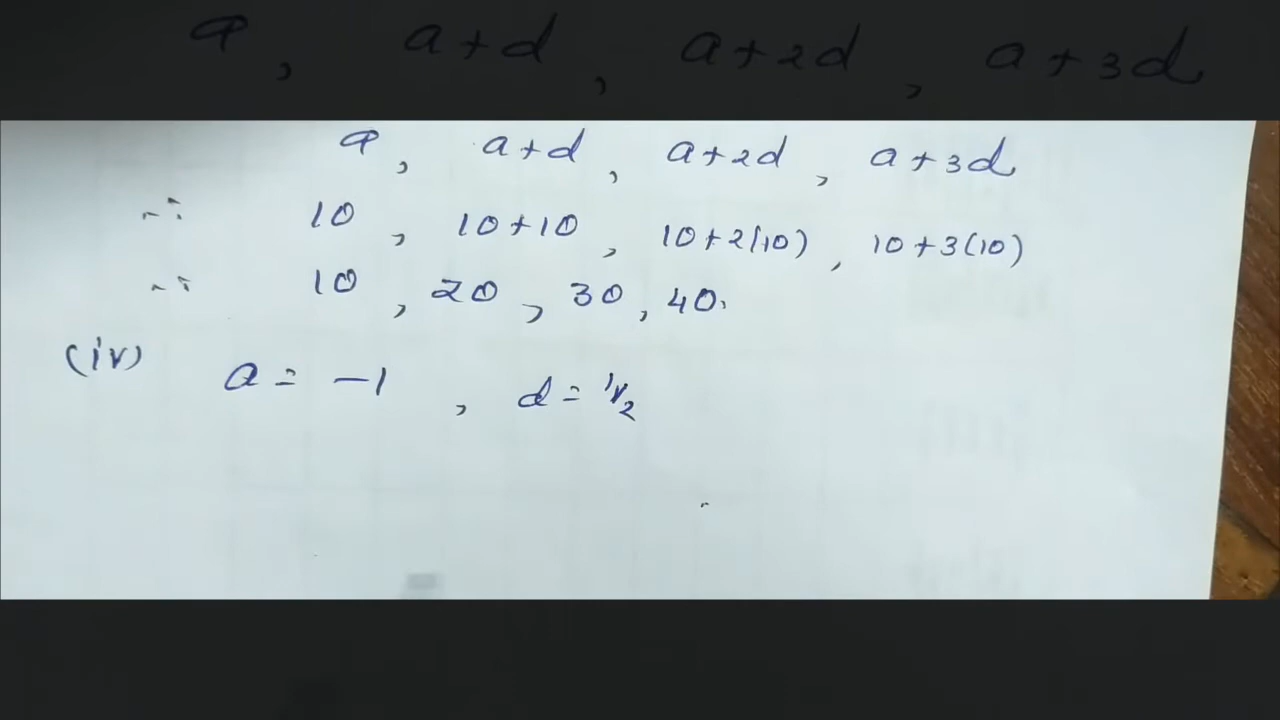 a, a+d, a+2d, a+3d
a, a+d, a+2d, a+3d
∴ 10, 10+10, 10+2(10), 10+3(10)
∴ 10, 20, 30, 40.
(iv) a = -1, d = 1/2